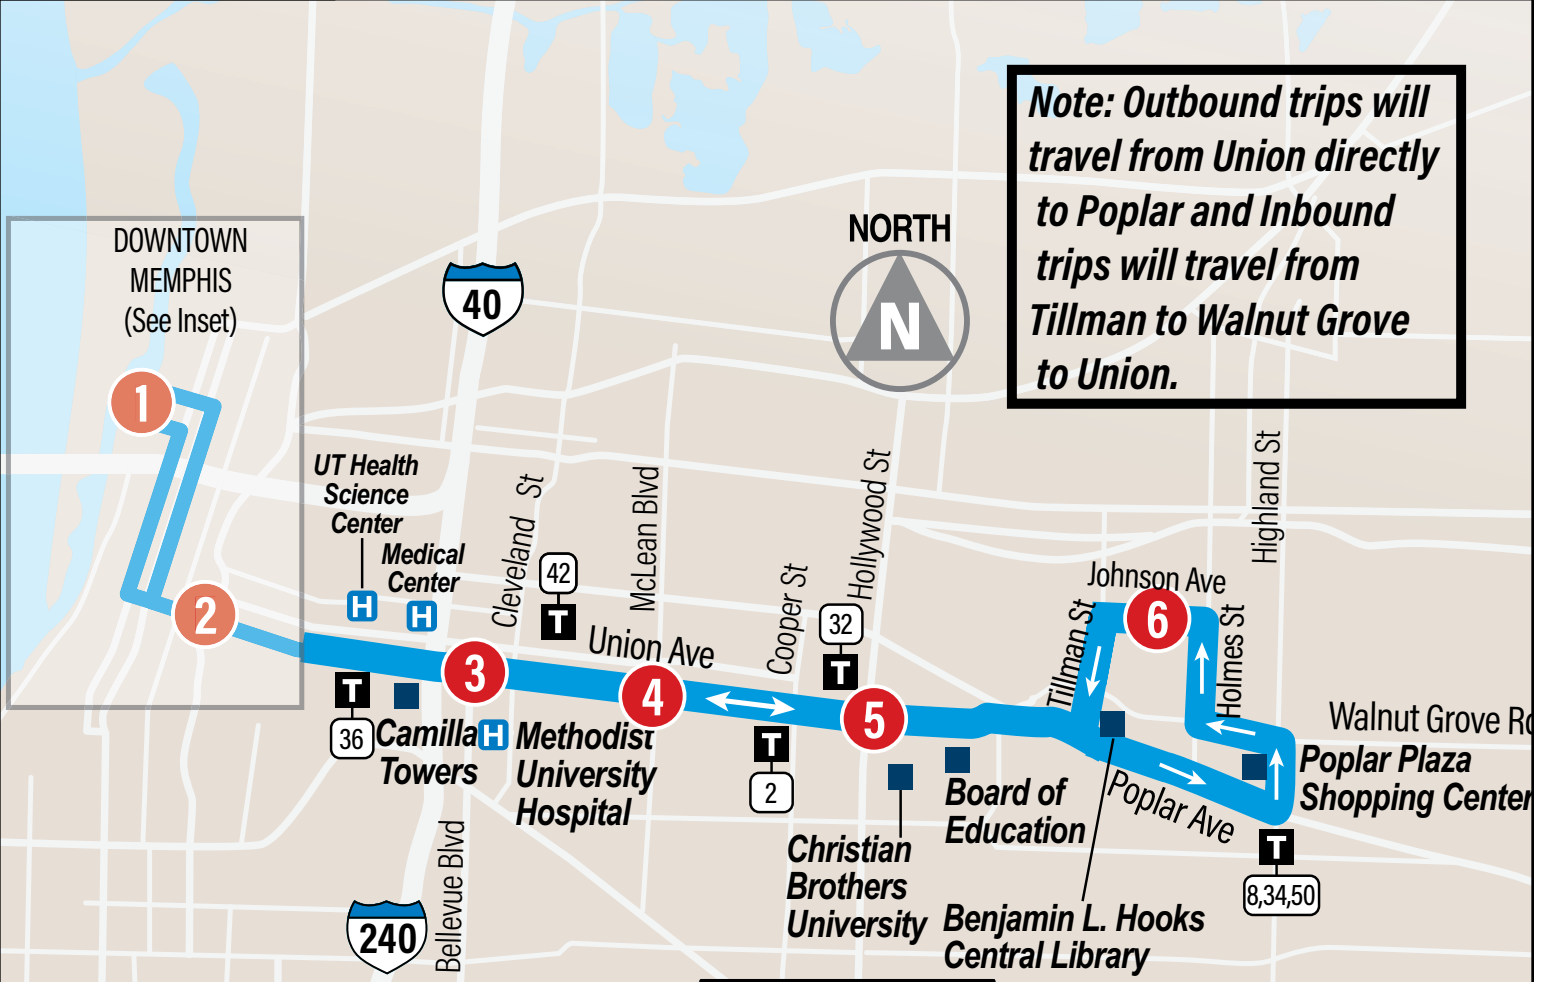 Note: Outbound trips will
travel from Union directly
to Poplar and Inbound
trips will travel from
Tillman to Walnut Grove
to Union.
NORTH
N
DOWNTOWN
MEMPHIS
(See Inset)
40
1
2
UT Health
Science
Center
H
Medical
Center
H
Cleveland St
42
T
McLean Blvd
Union Ave
Cooper St
Hollywood St
32
T
Highland St
Johnson Ave
Tillman St
6
Holmes St
3
4
5
T
36
Camilla
Towers
H
Methodist
University
Hospital
T
2
Christian
Brothers
University
Board of
Education
Benjamin L. Hooks
Central Library
Poplar Ave
Walnut Grove Rd
Poplar Plaza
Shopping Center
T
8,34,50
Bellevue Blvd
240